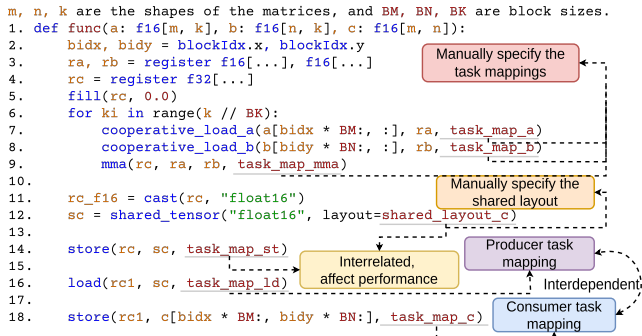 m, n, k are the shapes of the matrices, and BM, BN, BK are block sizes.
1. def func(a: f16[m, k], b: f16[n, k], c: f16[m, n]):
2. bidx, bidy = blockIdx.x, blockIdx.y
3. ra, rb = register f16[...], f16[...]
4. rc = register f32[...]
5. fill(rc, 0.0)
6. for ki in range(k // BK):
7. cooperative_load_a(a[bidx * BM:, :], ra, task_map_a)
8. cooperative_load_b(b[bidy * BN:, :], rb, task_map_b)
9. mma(rc, ra, rb, task_map_mma)
10.
11. rc_f16 = cast(rc, "float16")
12. sc = shared_tensor("float16", layout=shared_layout_c)
13.
14. store(rc, sc, task_map_st)
15.
16. load(rc1, sc, task_map_ld)
17.
18. store(rc1, c[bidx * BM:, bidy * BN:], task_map_c)
Manually specify the
task mappings
Manually specify the
shared layout
Interrelated,
affect performance
Producer task
mapping
Interdependent
Consumer task
mapping